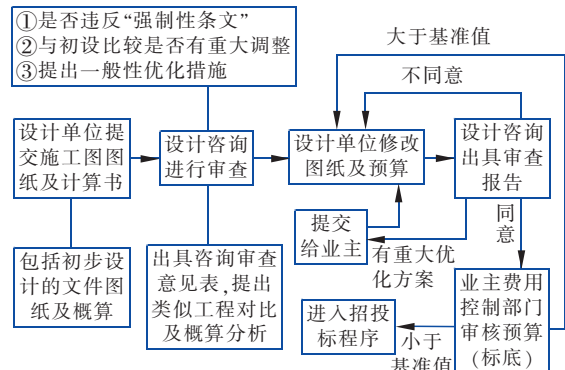 ①是否违反“强制性条文”
②与初设比较是否有重大调整
③提出一般性优化措施
大于基准值
不同意
设计单位提
交施工图图
纸及计算书
设计咨询
进行审查
设计单位修改
图纸及预算
设计咨询
出具审查
报告
提交
给业主
同
意
有重大优
化方案
包括初步设
计的文件图
纸及概算
出具咨询审查
意见表,提出
类似工程对比
及概算分析
进入招投
标程序
小于
基准值
业主费用
控制部门
审核预算
(标底)